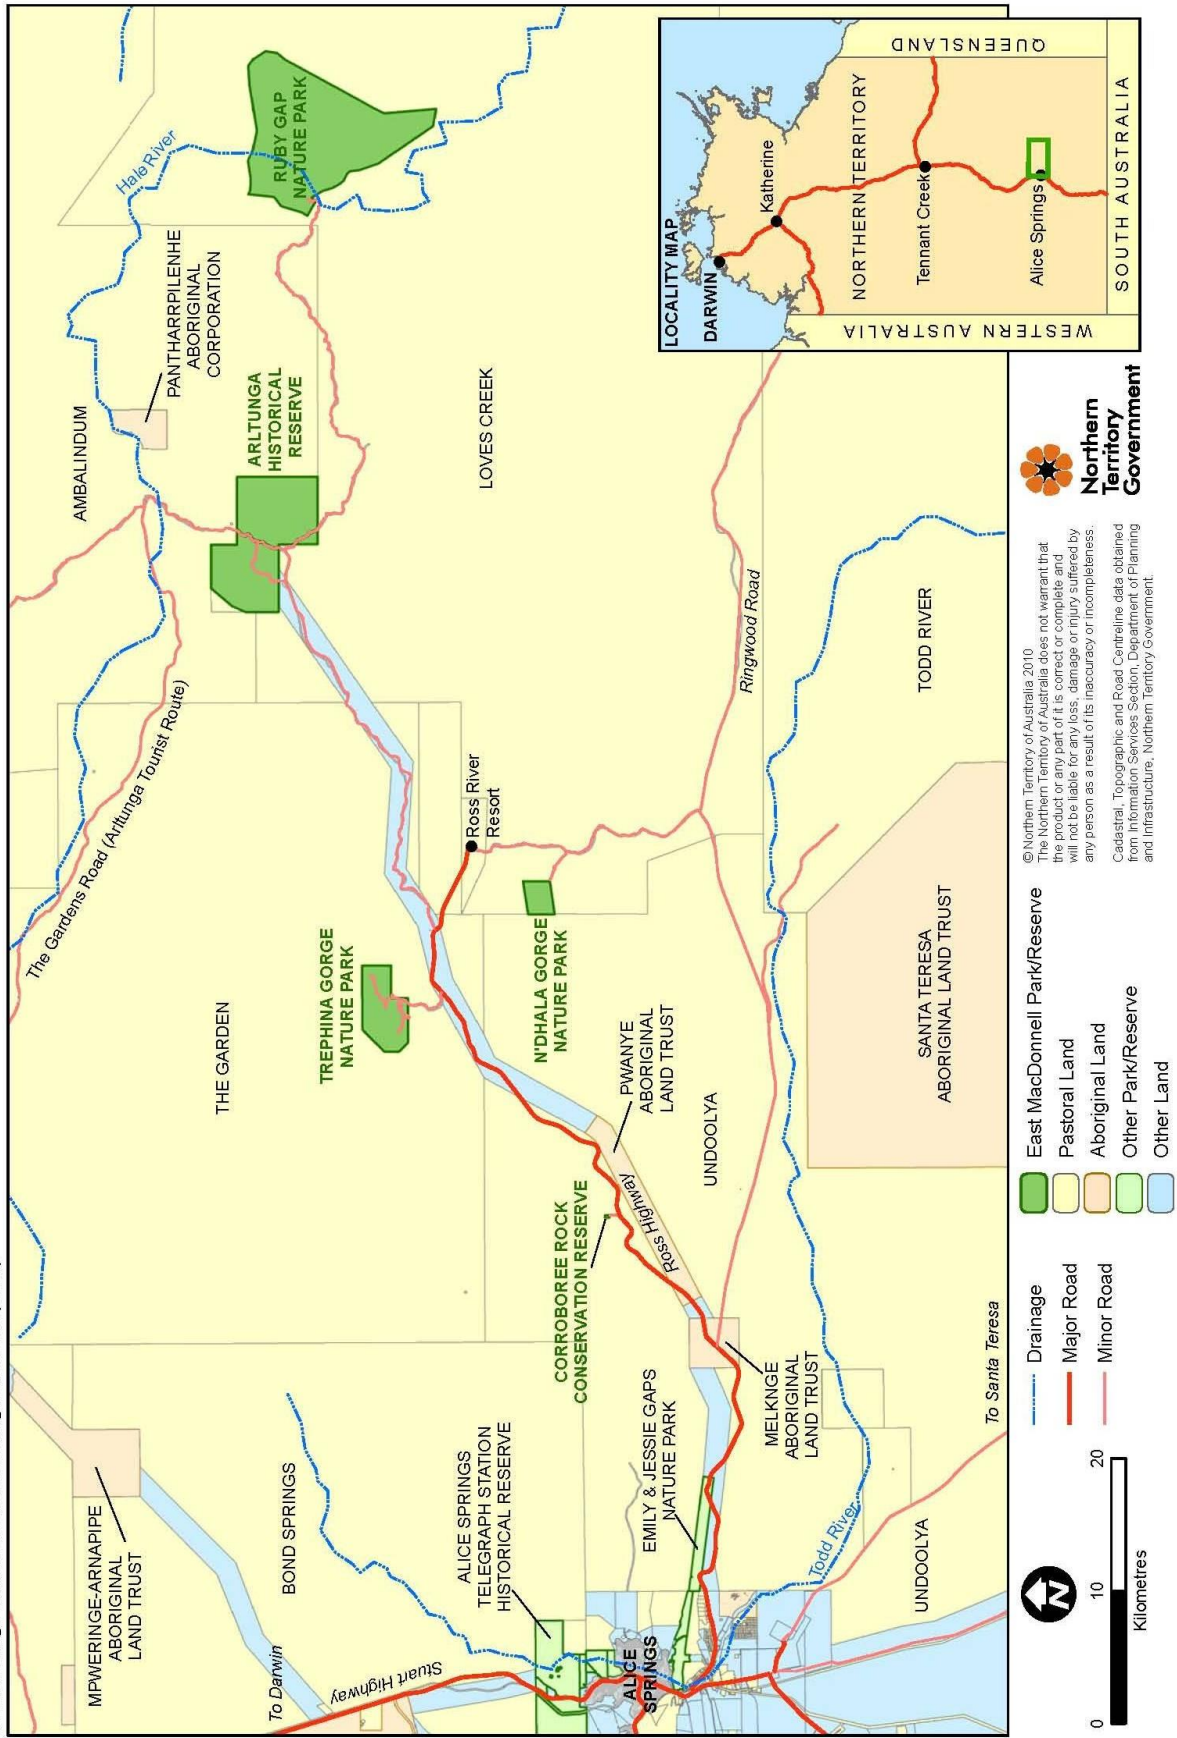 Hale River
RUBY GAP
NATURE PARK
PANTHARRPILENHE
ABORIGINAL
CORPORATION
AMBALINDUM
ARLTUNGA
HISTORICAL
RESERVE
LOVES CREEK
The Gardens Road (Arltunga Tourist Route)
Ross River
Resort
Ringwood Road
TODD RIVER
THE GARDEN
TREPHINA GORGE
NATURE PARK
N'DHALA GORGE
NATURE PARK
PWANYE
ABORIGINAL
LAND TRUST
UNDOOLYA
SANTA TERESA
ABORIGINAL LAND TRUST
CORROBOREE ROCK
CONSERVATION RESERVE
Ross Highway
MPWERINGE-ARNAPIPE
ABORIGINAL
LAND TRUST
BOND SPRINGS
ALICE SPRINGS
TELEGRAPH STATION
HISTORICAL RESERVE
EMILY & JESSIE GAPS
NATURE PARK
MELKNGE
ABORIGINAL
LAND TRUST
To Santa Teresa
To Darwin
Stuart Highway
ALICE
SPRINGS
Todd River
UNDOOLYA
LOCALITY MAP
DARWIN
Katherine
NORTHERN TERRITORY
Tennant Creek
Alice Springs
QUEENSLAND
WESTERN AUSTRALIA
SOUTH AUSTRALIA
N
0 10 20
Kilometres
Drainage
Major Road
Minor Road
East MacDonnell Park/Reserve
Pastoral Land
Aboriginal Land
Other Park/Reserve
Other Land
© Northern Territory of Australia 2010
The Northern Territory of Australia does not warrant that
the product or any part of it is correct or complete and
will not be liable for any loss, damage or injury suffered by
any person as a result of its inaccuracy or incompleteness.
Cadastral, Topographic and Road Centreline data obtained
from Information Services Section, Department of Planning
and Infrastructure, Northern Territory Government.
Northern
Territory
Government